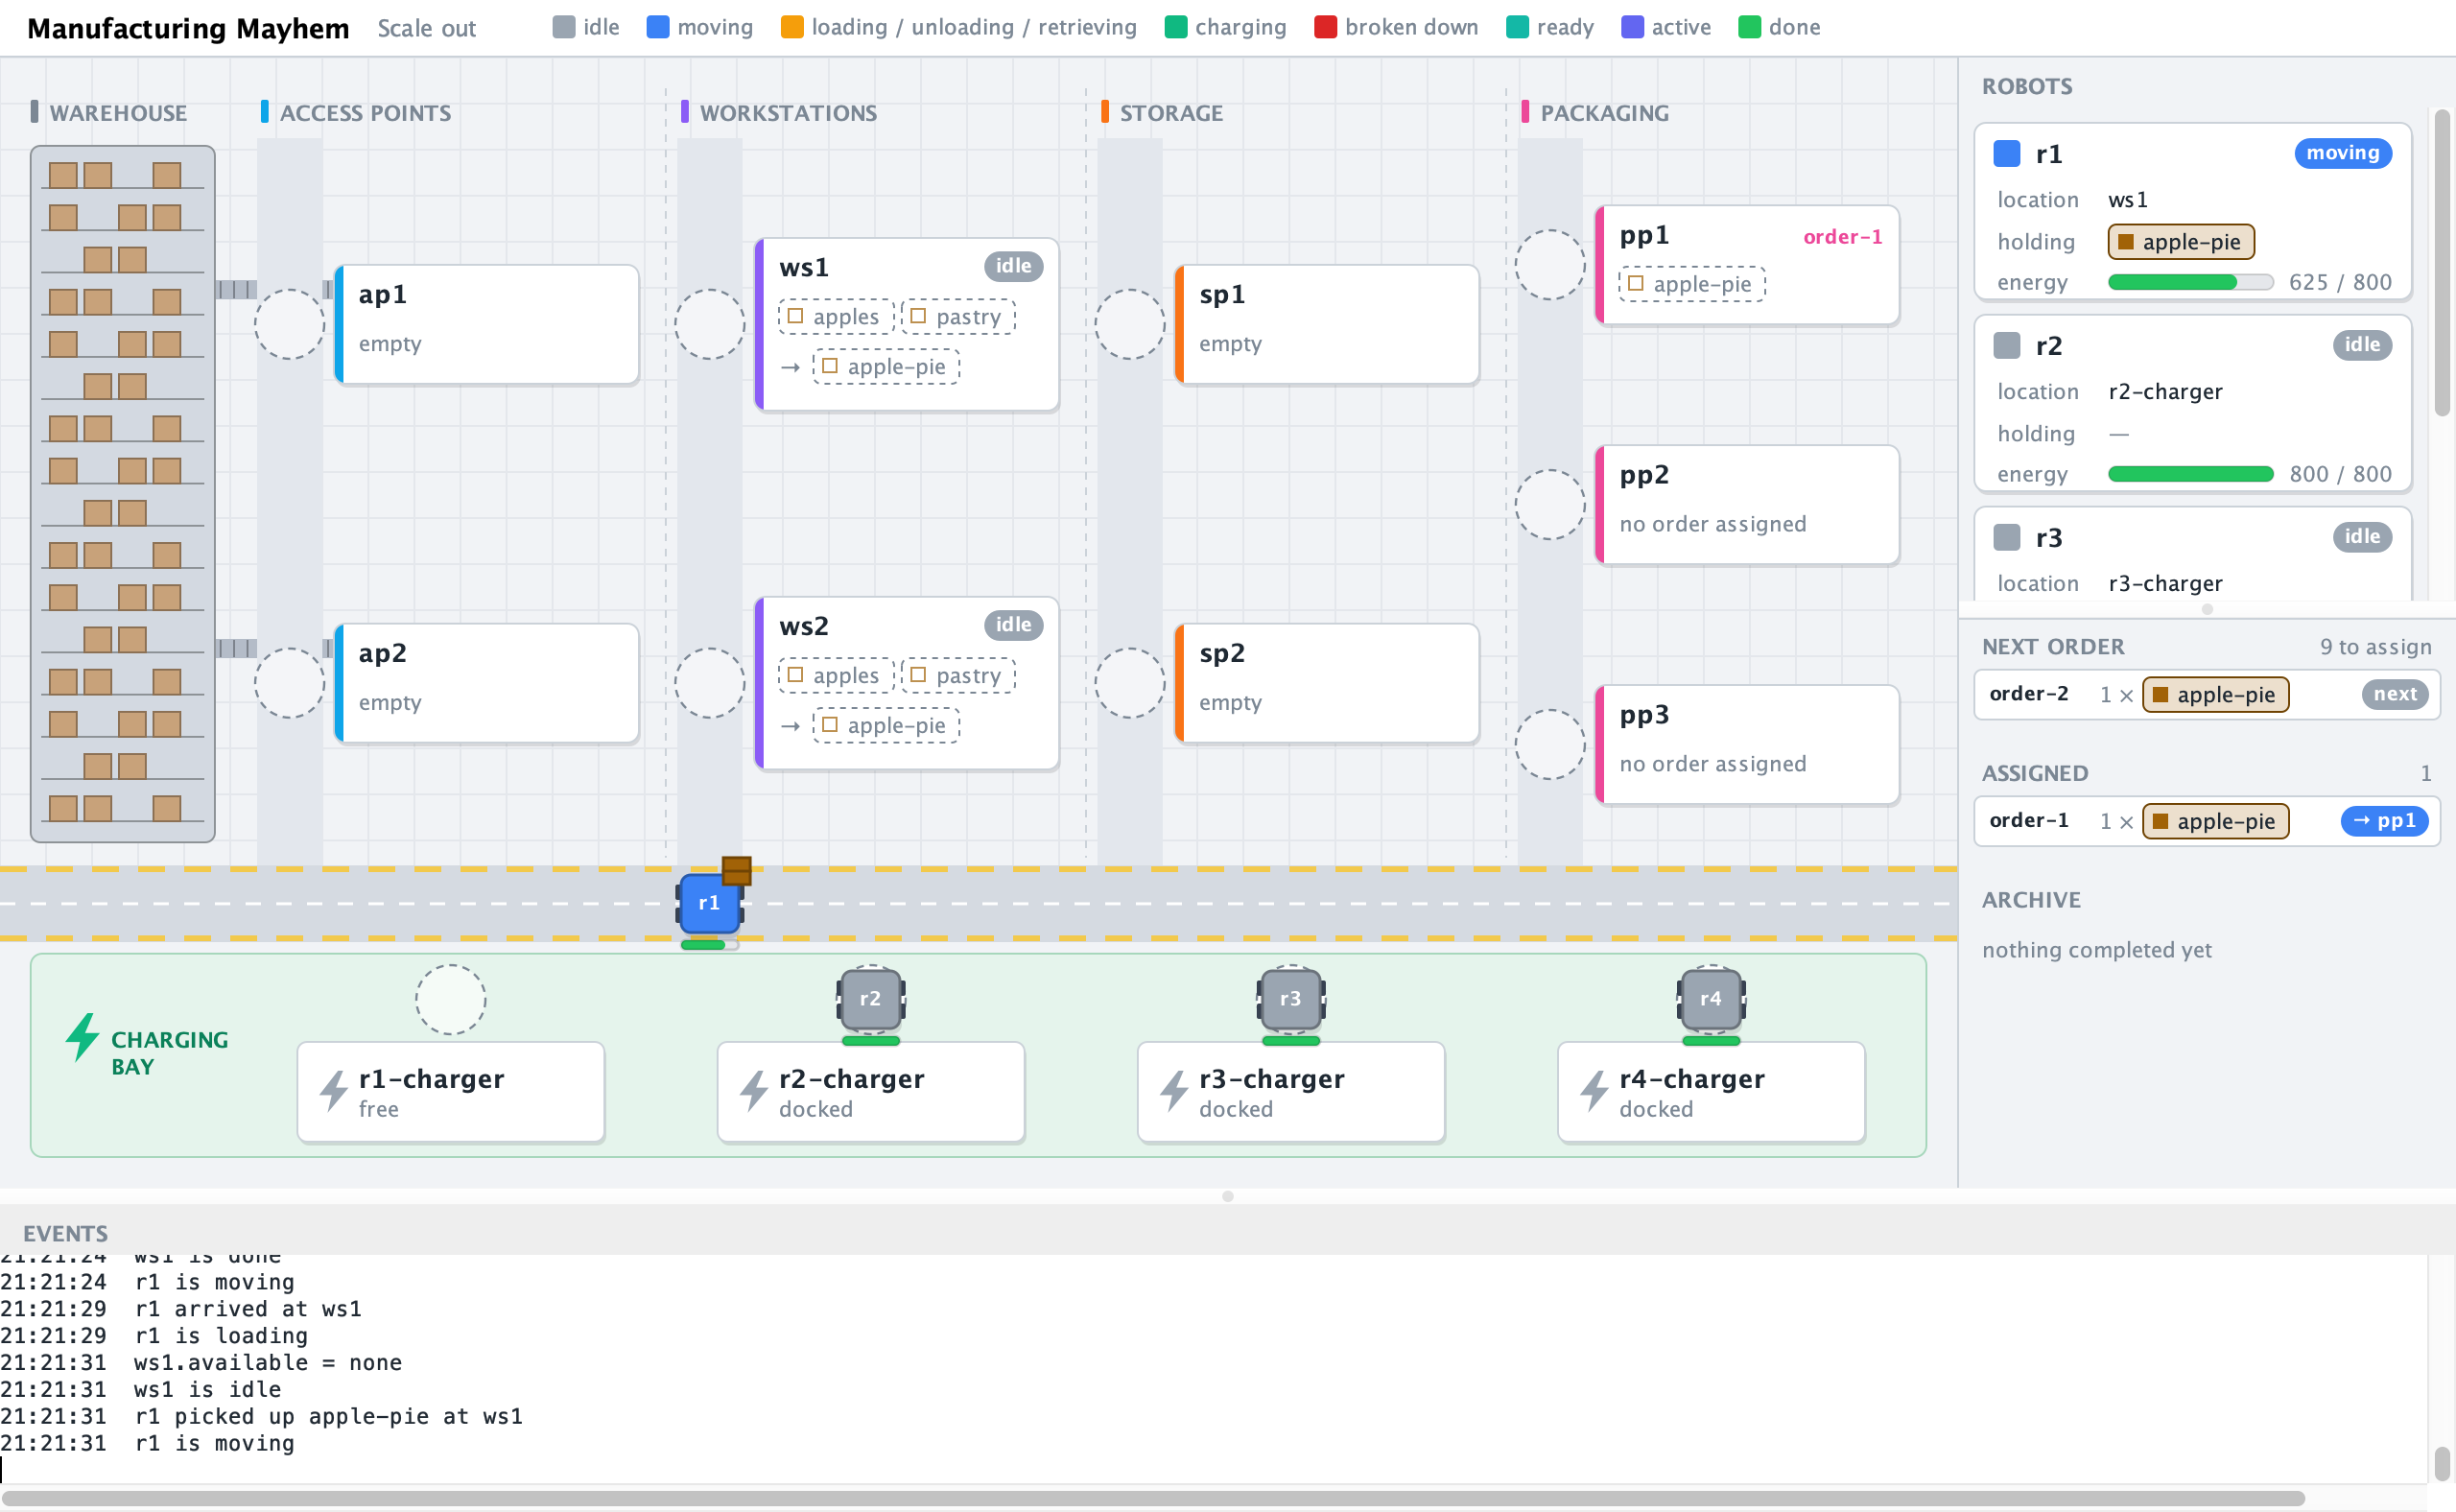 Manufacturing Mayhem Scale out idle moving loading / unloading / retrieving charging broken down ready active done
WAREHOUSE ACCESS POINTS WORKSTATIONS STORAGE PACKAGING
ap1
empty
ap2
empty
ws1 idle
apples pastry
→ apple-pie
ws2 idle
apples pastry
→ apple-pie
sp1
empty
sp2
empty
pp1 order-1
apple-pie
pp2
no order assigned
pp3
no order assigned
r1
r2 r3 r4
CHARGING
BAY
r1-charger
free
r2-charger
docked
r3-charger
docked
r4-charger
docked
ROBOTS
r1 moving
location ws1
holding apple-pie
energy 625 / 800
r2 idle
location r2-charger
holding —
energy 800 / 800
r3 idle
location r3-charger
NEXT ORDER 9 to assign
order-2 1 × apple-pie next
ASSIGNED 1
order-1 1 × apple-pie → pp1
ARCHIVE
nothing completed yet
EVENTS
21:21:24 ws1 is done
21:21:24 r1 is moving
21:21:29 r1 arrived at ws1
21:21:29 r1 is loading
21:21:31 ws1.available = none
21:21:31 ws1 is idle
21:21:31 r1 picked up apple-pie at ws1
21:21:31 r1 is moving